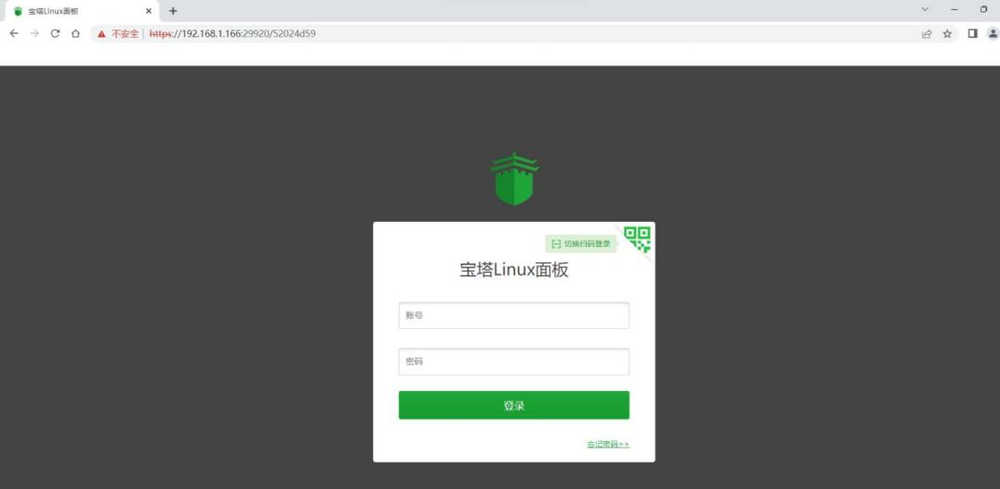 宝塔Linux面板
不安全 | https://192.168.1.166:29920/52024d59
切换扫码登录
宝塔Linux面板
账号
密码
登录
忘记密码>>